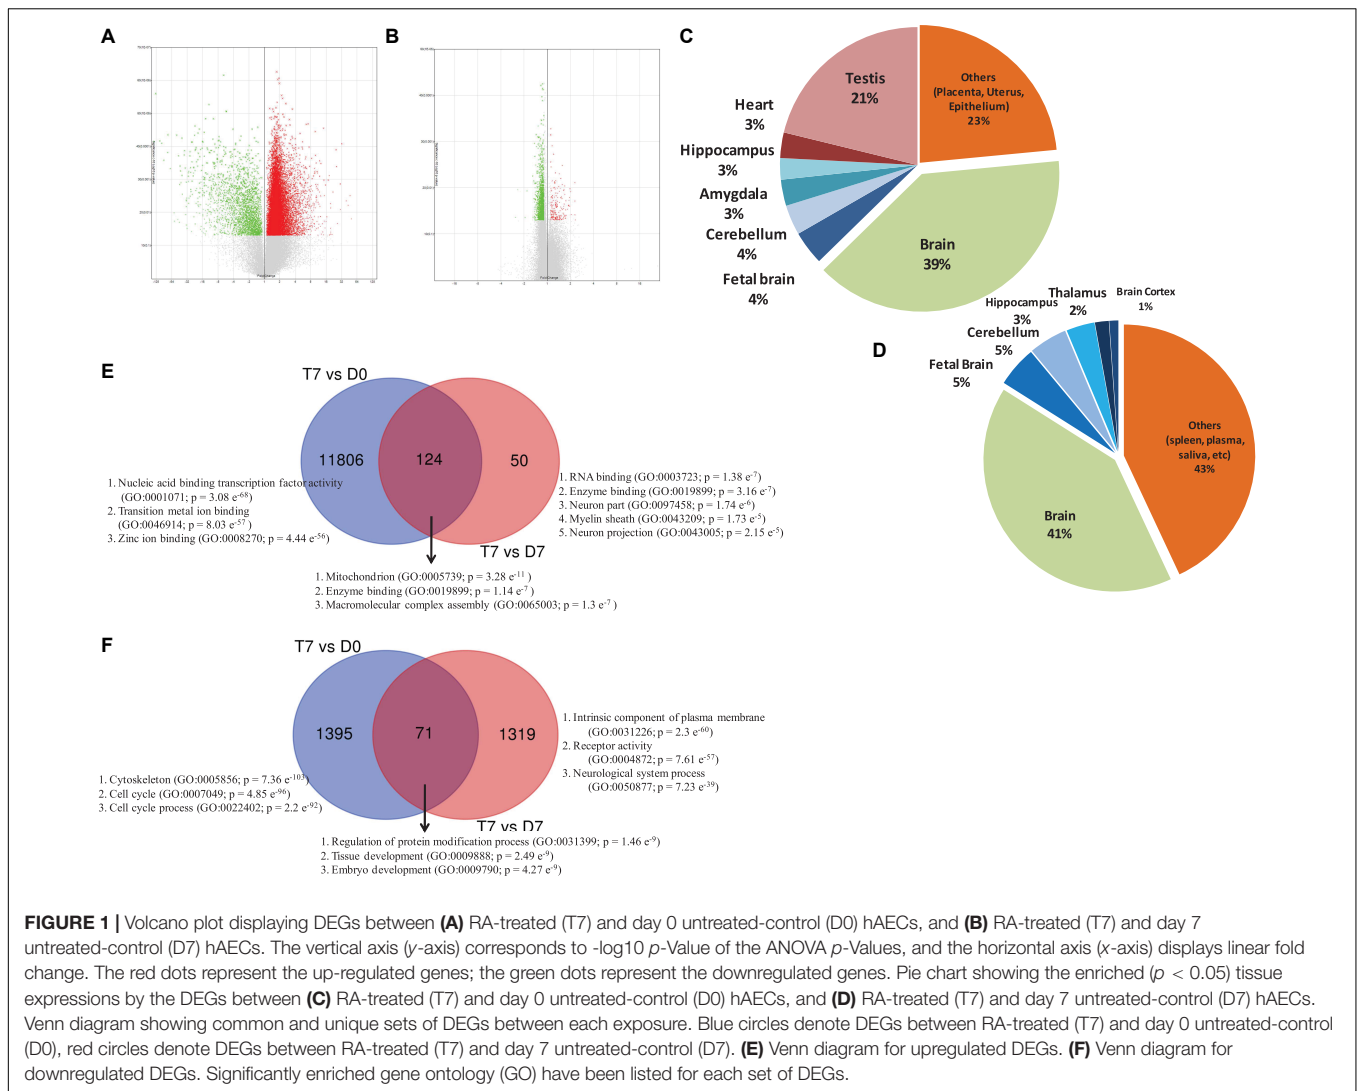 A
B
C
Testis
21%
Others
(Placenta, Uterus,
Epithelium)
23%
Heart
3%
Hippocampus
3%
Amygdala
3%
Cerebellum
4%
Fetal brain
4%
Brain
39%
D
Hippocampus
3%
Thalamus
2%
Brain Cortex
1%
Cerebellum
5%
Fetal Brain
5%
Others
(spleen, plasma,
saliva, etc)
43%
Brain
41%
E
T7 vs D0
11806
124
50
T7 vs D7
1. Nucleic acid binding transcription factor activity
(GO:0001071; p = 3.08 e-68)
2. Transition metal ion binding
(GO:0046914; p = 8.03 e-57)
3. Zinc ion binding (GO:0008270; p = 4.44 e-56)
1. RNA binding (GO:0003723; p = 1.38 e-7)
2. Enzyme binding (GO:0019899; p = 3.16 e-7)
3. Neuron part (GO:0097458; p = 1.74 e-6)
4. Myelin sheath (GO:0043209; p = 1.73 e-5)
5. Neuron projection (GO:0043005; p = 2.15 e-5)
1. Mitochondrion (GO:0005739; p = 3.28 e-11 )
2. Enzyme binding (GO:0019899; p = 1.14 e-7 )
3. Macromolecular complex assembly (GO:0065003; p = 1.3 e-7 )
F
T7 vs D0
1395
71
1319
T7 vs D7
1. Cytoskeleton (GO:0005856; p = 7.36 e-103)
2. Cell cycle (GO:0007049; p = 4.85 e-96)
3. Cell cycle process (GO:0022402; p = 2.2 e-92)
1. Intrinsic component of plasma membrane
(GO:0031226; p = 2.3 e-60)
2. Receptor activity
(GO:0004872; p = 7.61 e-57)
3. Neurological system process
(GO:0050877; p = 7.23 e-39)
1. Regulation of protein modification process (GO:0031399; p = 1.46 e-9)
2. Tissue development (GO:0009888; p = 2.49 e-9)
3. Embryo development (GO:0009790; p = 4.27 e-9)
FIGURE 1 | Volcano plot displaying DEGs between (A) RA-treated (T7) and day 0 untreated-control (D0) hAECs, and (B) RA-treated (T7) and day 7
untreated-control (D7) hAECs. The vertical axis (y-axis) corresponds to -log10 p-Value of the ANOVA p-Values, and the horizontal axis (x-axis) displays linear fold
change. The red dots represent the up-regulated genes; the green dots represent the downregulated genes. Pie chart showing the enriched (p < 0.05) tissue
expressions by the DEGs between (C) RA-treated (T7) and day 0 untreated-control (D0) hAECs, and (D) RA-treated (T7) and day 7 untreated-control (D7) hAECs.
Venn diagram showing common and unique sets of DEGs between each exposure. Blue circles denote DEGs between RA-treated (T7) and day 0 untreated-control
(D0), red circles denote DEGs between RA-treated (T7) and day 7 untreated-control (D7). (E) Venn diagram for upregulated DEGs. (F) Venn diagram for
downregulated DEGs. Significantly enriched gene ontology (GO) have been listed for each set of DEGs.